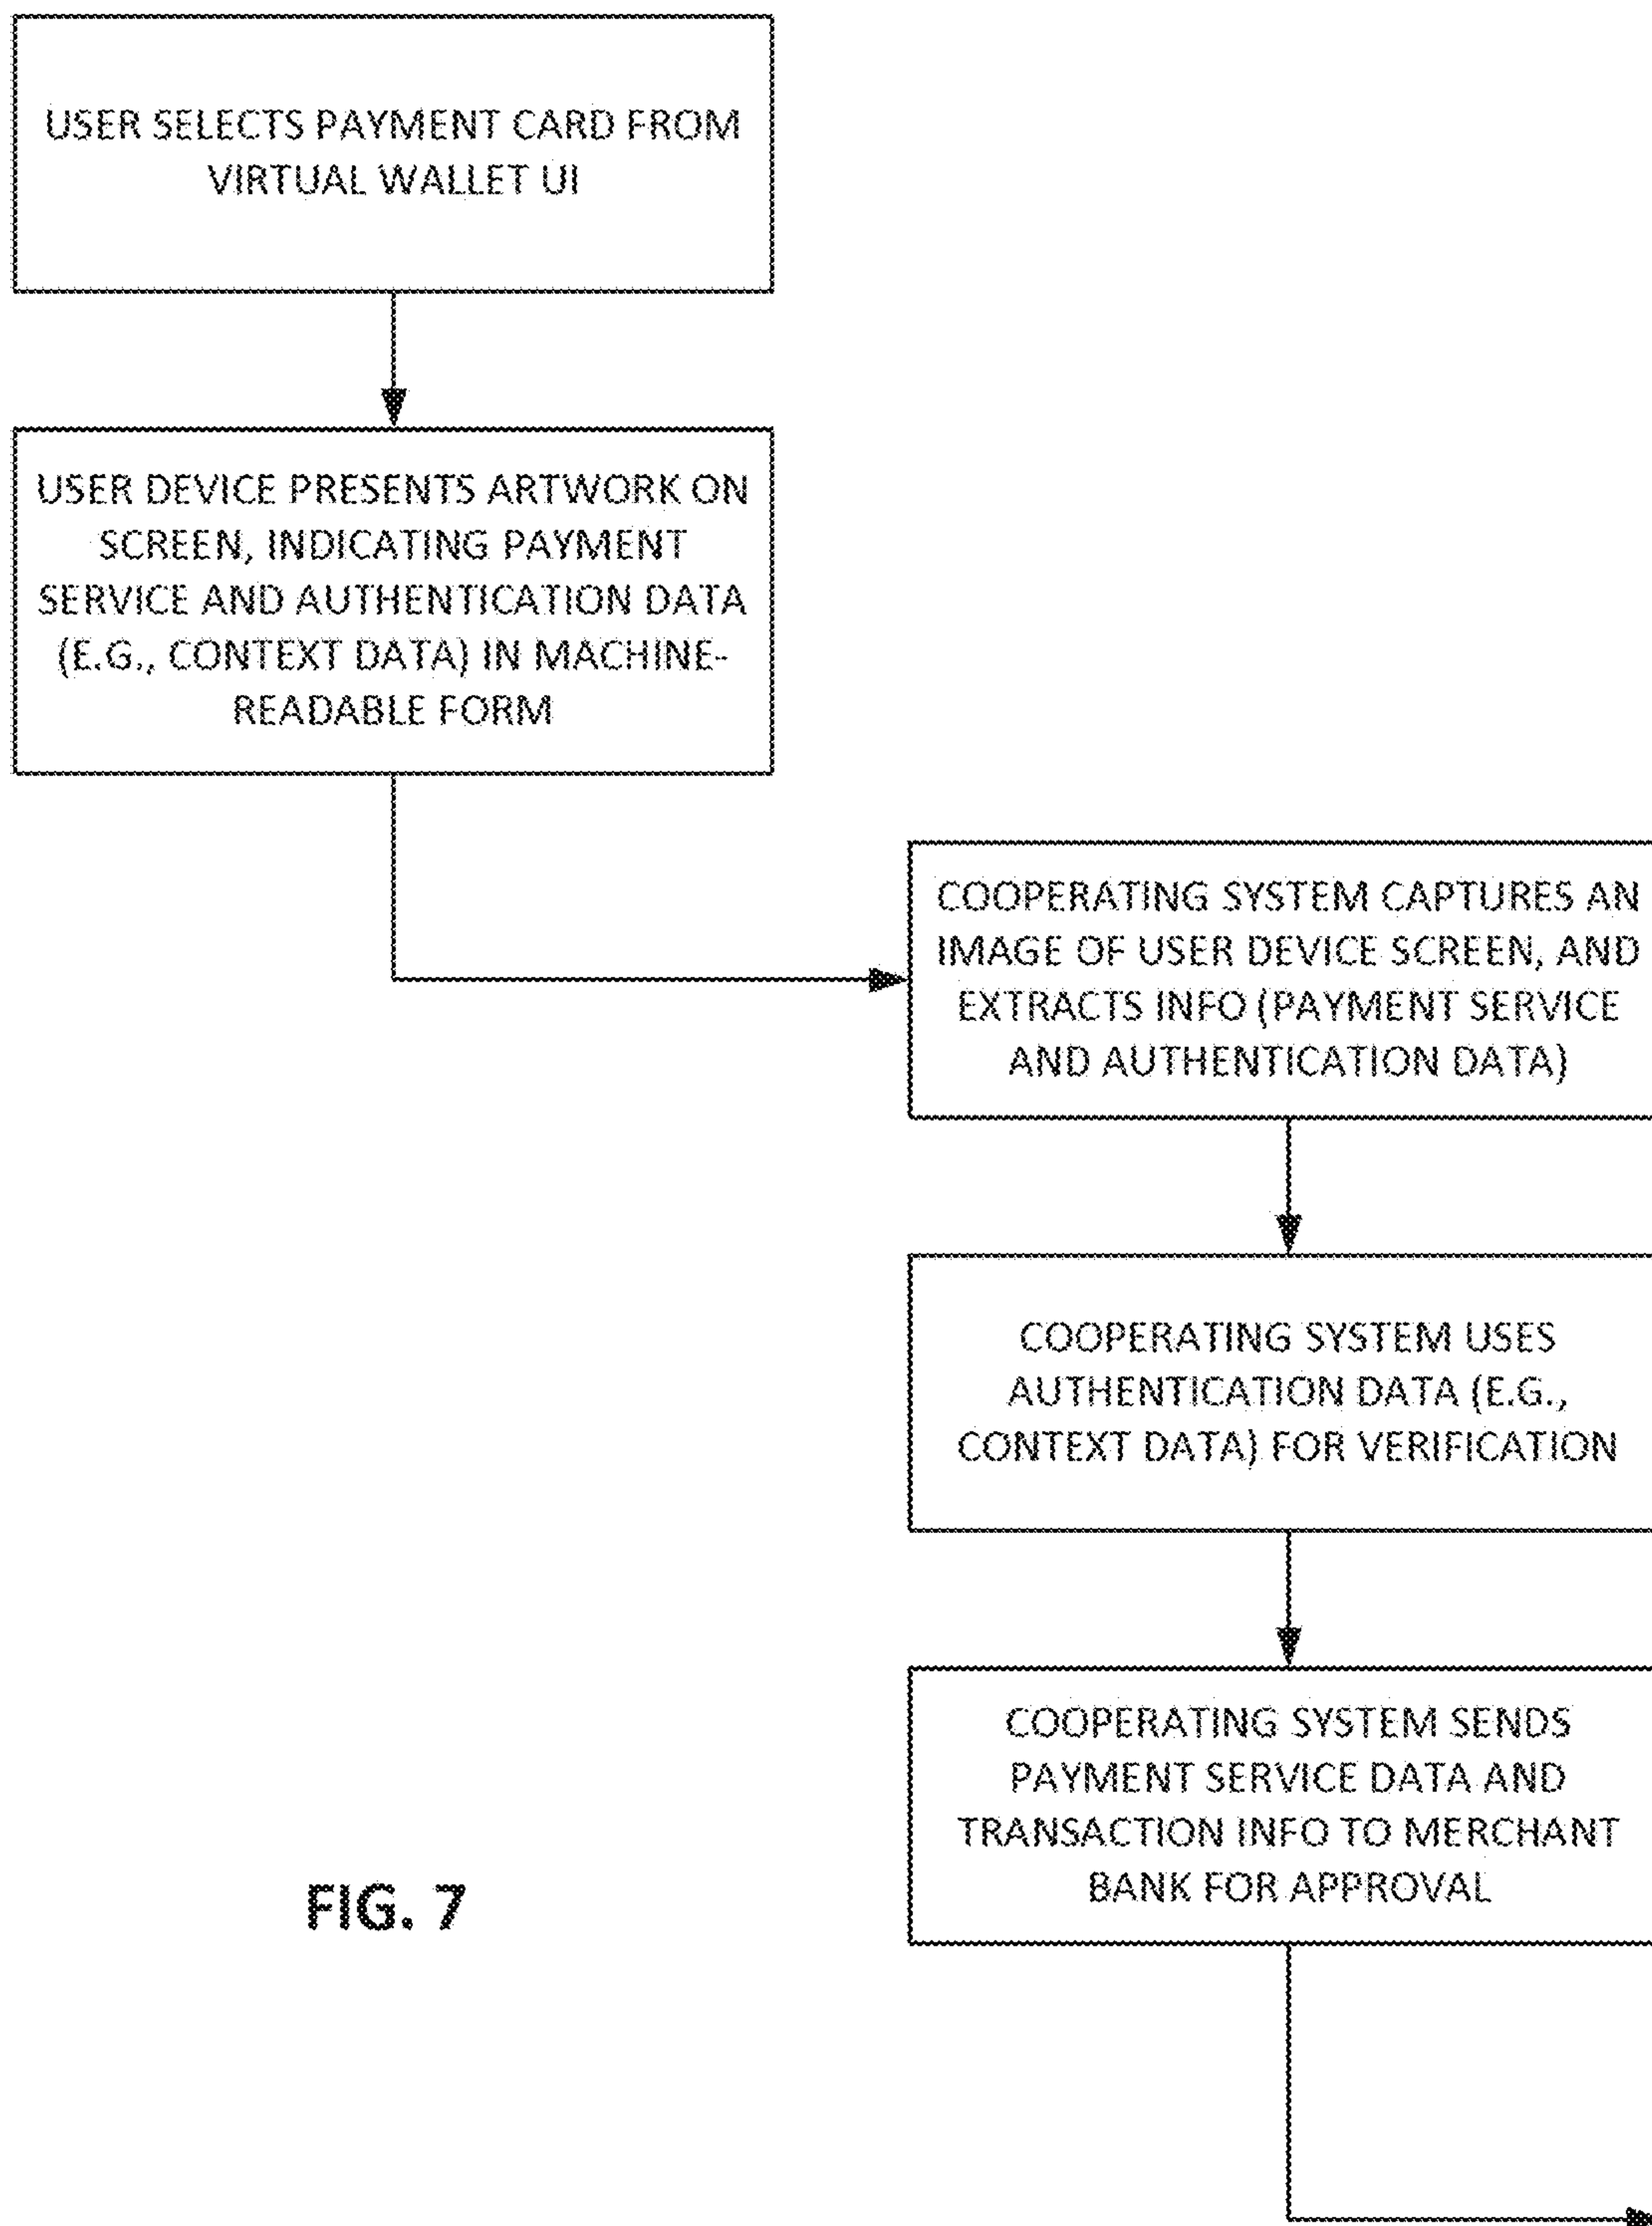 USER SELECTS PAYMENT CARD FROM
VIRTUAL WALLET UI
USER DEVICE PRESENTS ARTWORK ON
SCREEN, INDICATING PAYMENT
SERVICE AND AUTHENTICATION DATA
(E.G., CONTEXT DATA) IN MACHINE-
READABLE FORM
COOPERATING SYSTEM CAPTURES AN
IMAGE OF USER DEVICE SCREEN, AND
EXTRACTS INFO (PAYMENT SERVICE
AND AUTHENTICATION DATA)
COOPERATING SYSTEM USES
AUTHENTICATION DATA (E.G.,
CONTEXT DATA) FOR VERIFICATION
COOPERATING SYSTEM SENDS
PAYMENT SERVICE DATA AND
TRANSACTION INFO TO MERCHANT
BANK FOR APPROVAL
FIG. 7